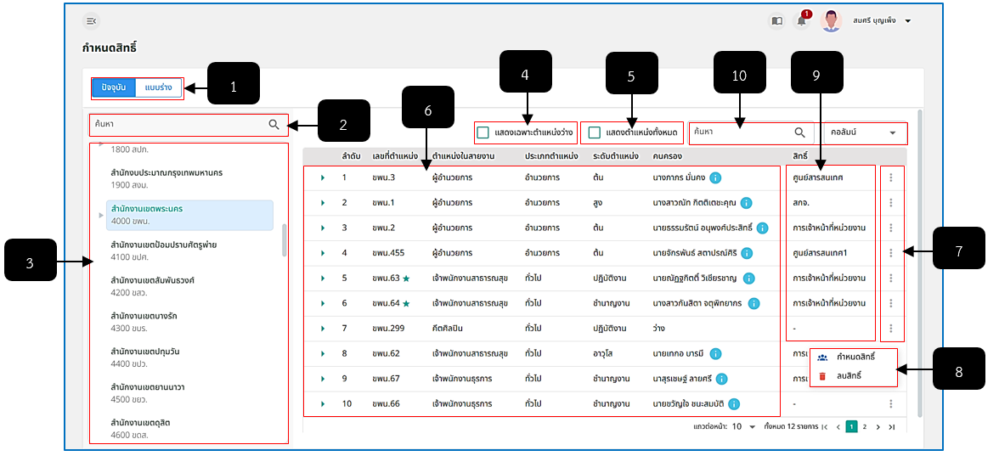 1
สมศรี บุญเพ็ง
กำหนดสิทธิ์
ปัจจุบัน แบบร่าง
1
2
3
4
5
6
7
8
9
10
ค้นหา
แสดงเฉพาะตำแหน่งว่าง
แสดงตำแหน่งทั้งหมด
ค้นหา
คอลัมน์
1800 สปภ.
สำนักงบประมาณกรุงเทพมหานคร
1900 สงม.
สำนักงานเขตพระนคร
4000 ขพน.
สำนักงานเขตป้อมปราบศัตรูพ่าย
4100 ขปศ.
สำนักงานเขตสัมพันธวงศ์
4200 ขสว.
สำนักงานเขตบางรัก
4300 ขบร.
สำนักงานเขตปทุมวัน
4400 ขปว.
สำนักงานเขตยานนาวา
4500 ขยว.
สำนักงานเขตดุสิต
4600 ขดส.
ลำดับ เลขที่ตำแหน่ง ตำแหน่งในสายงาน ประเภทตำแหน่ง ระดับตำแหน่ง คนครอง สิทธิ์
1 ขพน.3 ผู้อำนวยการ อำนวยการ ต้น นางภากร มั่นคง ศูนย์สารสนเทศ
2 ขพน.1 ผู้อำนวยการ อำนวยการ สูง นางสาวณัท กิตติเตชะคุณ สกจ.
3 ขพน.2 ผู้อำนวยการ อำนวยการ ต้น นายธรรมรัตน์ อนุพงศ์ประสิทธิ์ การเจ้าหน้าที่หน่วยงาน
4 ขพน.455 ผู้อำนวยการ อำนวยการ ต้น นายจักรพันธ์ สถาปรณ์ศิริ ศูนย์สารสนเทศ1
5 ขพน.63 เจ้าพนักงานสาธารณสุข ทั่วไป ปฏิบัติงาน นายณัฏฐกิตติ์ วิเชียรชาญ การเจ้าหน้าที่หน่วยงาน
6 ขพน.64 เจ้าพนักงานสาธารณสุข ทั่วไป ชำนาญงาน นางสาวกันสิตา จตุพิทยากร การเจ้าหน้าที่หน่วยงาน
7 ขพน.299 คีตศิลปิน ทั่วไป ปฏิบัติงาน ว่าง -
8 ขพน.62 เจ้าพนักงานสาธารณสุข ทั่วไป อาวุโส นายเทกอ บารมี
9 ขพน.67 เจ้าพนักงานธุรการ ทั่วไป ชำนาญงาน นาสุรเชษฐ์ ลายศรี
10 ขพน.66 เจ้าพนักงานธุรการ ทั่วไป ชำนาญงาน นายขวัญใจ ชนะสมบัติ -
กำหนดสิทธิ์
ลบสิทธิ์
แถวต่อหน้า: 10 ทั้งหมด 12 รายการ 1 2